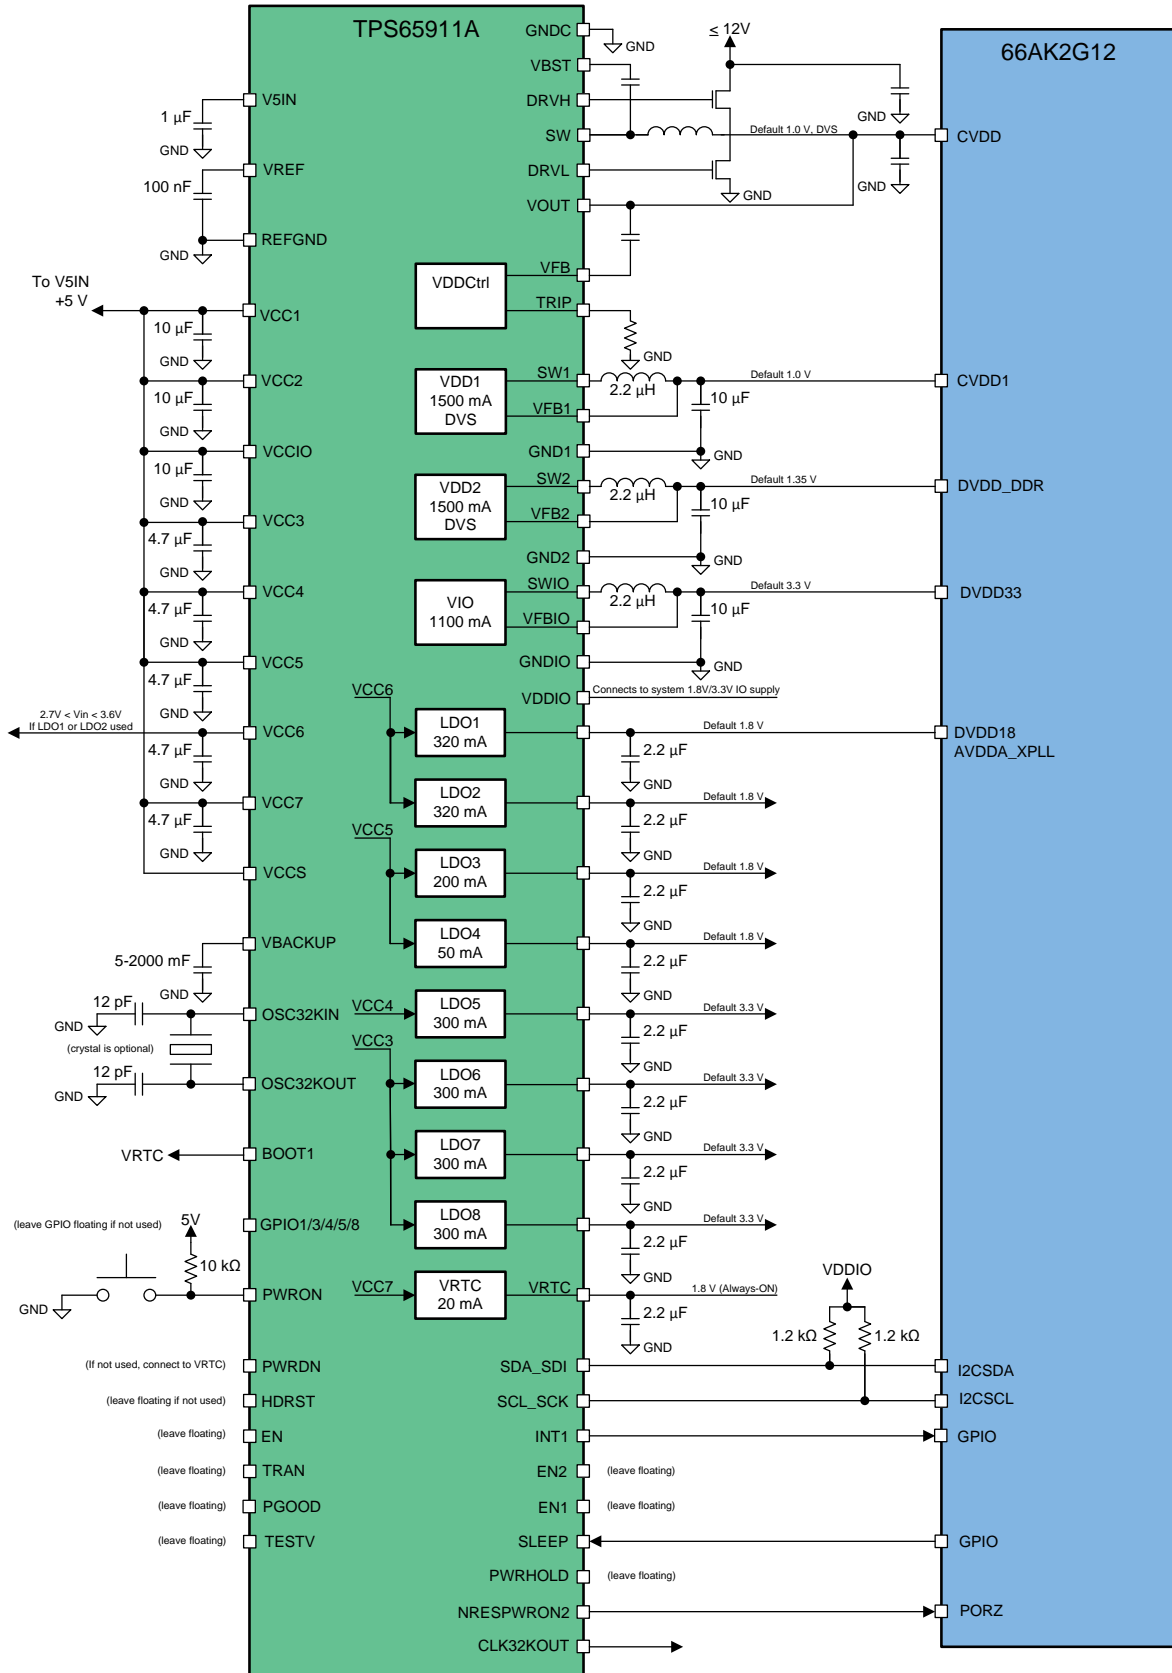 TPS65911A
66AK2G12
GNDC
GND
≤ 12V
VBST
V5IN
1 µF
GND
DRVH
GND
SW
Default 1.0 V, DVS
CVDD
VREF
100 nF
DRVL
GND
GND
VOUT
REFGND
GND
To V5IN
+5 V
VDDCtrl
VFB
TRIP
GND
VCC1
10 µF
GND
VCC2
10 µF
GND
VDD1
1500 mA
DVS
SW1
2.2 µH
VFB1
Default 1.0 V
10 µF
CVDD1
GND1
GND
VCCIO
10 µF
GND
VDD2
1500 mA
DVS
SW2
2.2 µH
VFB2
Default 1.35 V
10 µF
DVDD_DDR
GND2
GND
VCC3
4.7 µF
GND
VCC4
4.7 µF
GND
VIO
1100 mA
SWIO
2.2 µH
VFBIO
Default 3.3 V
10 µF
DVDD33
GNDIO
GND
VCC5
4.7 µF
GND
VDDIO
Connects to system 1.8V/3.3V IO supply
2.7V < Vin < 3.6V
If LDO1 or LDO2 used
VCC6
4.7 µF
GND
VCC6
LDO1
320 mA
Default 1.8 V
2.2 µF
GND
DVDD18
AVDDA_XPLL
VCC7
4.7 µF
GND
LDO2
320 mA
Default 1.8 V
2.2 µF
GND
VCCS
VCC5
LDO3
200 mA
Default 1.8 V
2.2 µF
GND
VBACKUP
5-2000 mF
GND
LDO4
50 mA
Default 1.8 V
2.2 µF
GND
12 pF
GND
OSC32KIN
(crystal is optional)
VCC4
LDO5
300 mA
Default 3.3 V
2.2 µF
GND
12 pF
GND
OSC32KOUT
VCC3
LDO6
300 mA
Default 3.3 V
2.2 µF
GND
VRTC
BOOT1
LDO7
300 mA
Default 3.3 V
2.2 µF
GND
(leave GPIO floating if not used)
5V
GPIO1/3/4/5/8
LDO8
300 mA
Default 3.3 V
2.2 µF
GND
10 kΩ
GND
PWRON
VCC7
VRTC
20 mA
VRTC
1.8 V (Always-ON)
2.2 µF
GND
VDDIO
1.2 kΩ
1.2 kΩ
(If not used, connect to VRTC)
PWRDN
SDA_SDI
I2CSDA
(leave floating if not used)
HDRST
SCL_SCK
I2CSCL
(leave floating)
EN
INT1
GPIO
(leave floating)
TRAN
EN2
(leave floating)
(leave floating)
PGOOD
EN1
(leave floating)
(leave floating)
TESTV
SLEEP
GPIO
PWRHOLD
(leave floating)
NRESPWRON2
PORZ
CLK32KOUT